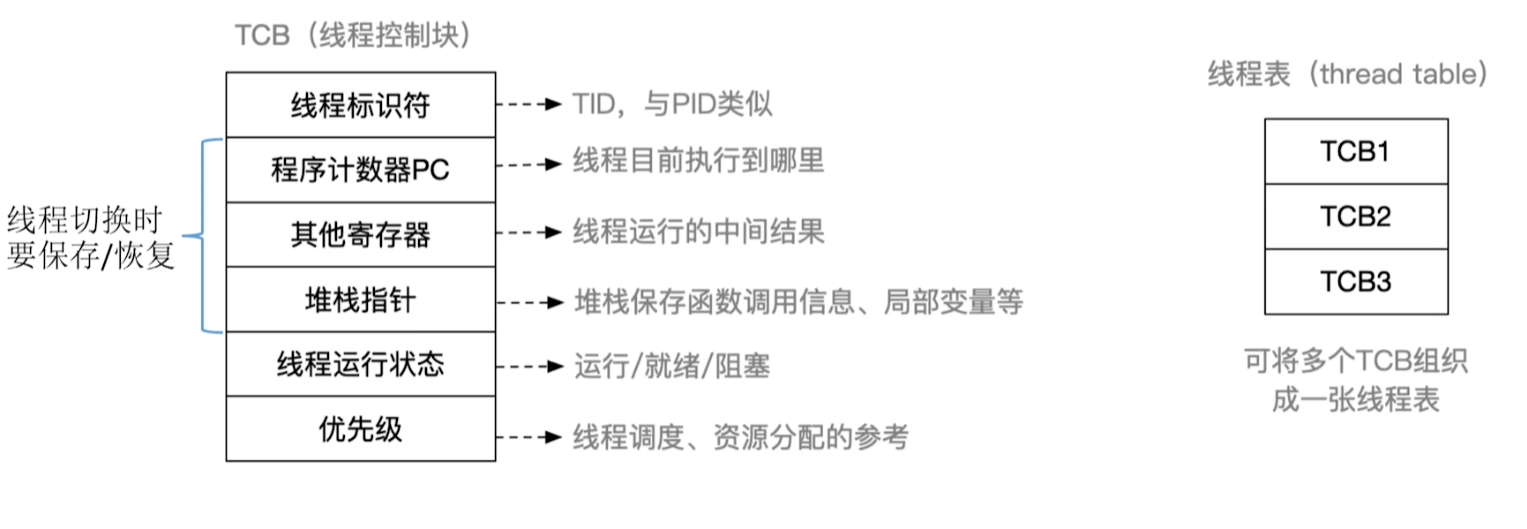 TCB（线程控制块）
线程标识符
TID，与PID类似
程序计数器PC
线程目前执行到哪里
其他寄存器
线程运行的中间结果
堆栈指针
堆栈保存函数调用信息、局部变量等
线程运行状态
运行/就绪/阻塞
优先级
线程调度、资源分配的参考
线程切换时
要保存/恢复
线程表（thread table）
TCB1
TCB2
TCB3
可将多个TCB组织
成一张线程表